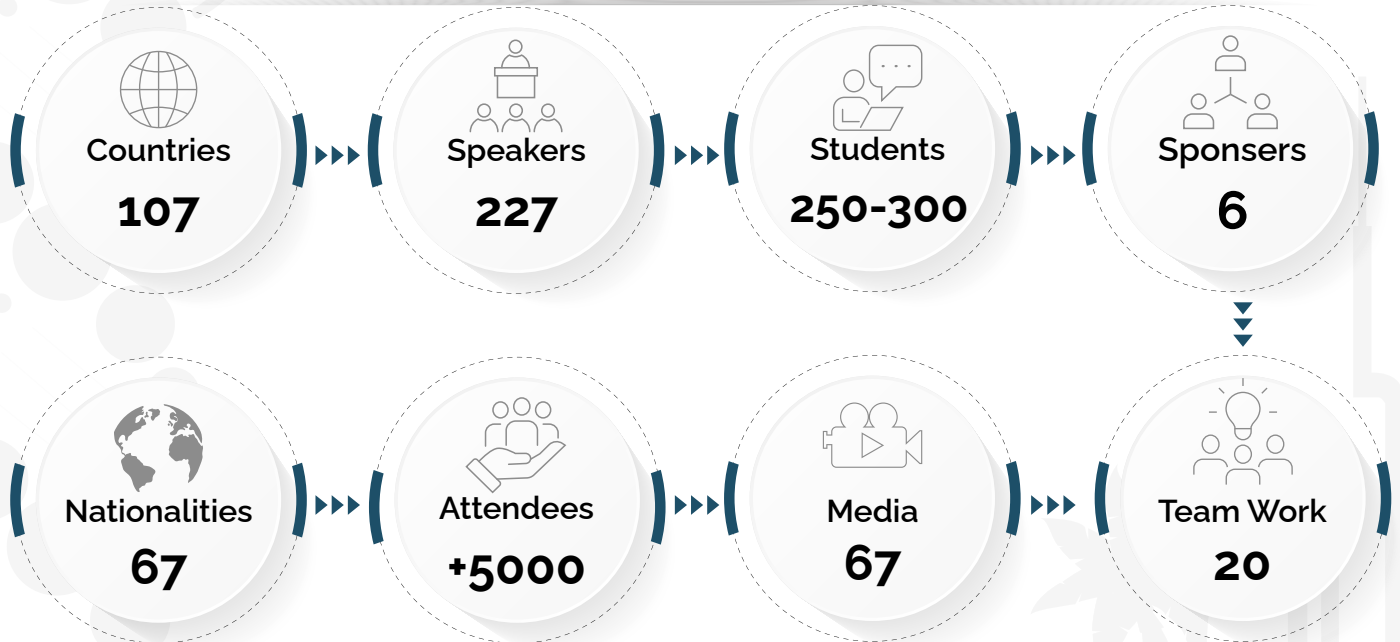 Countries
107
Speakers
227
Students
250-300
Sponsers
6
Nationalities
67
Attendees
+5000
Media
67
Team Work
20